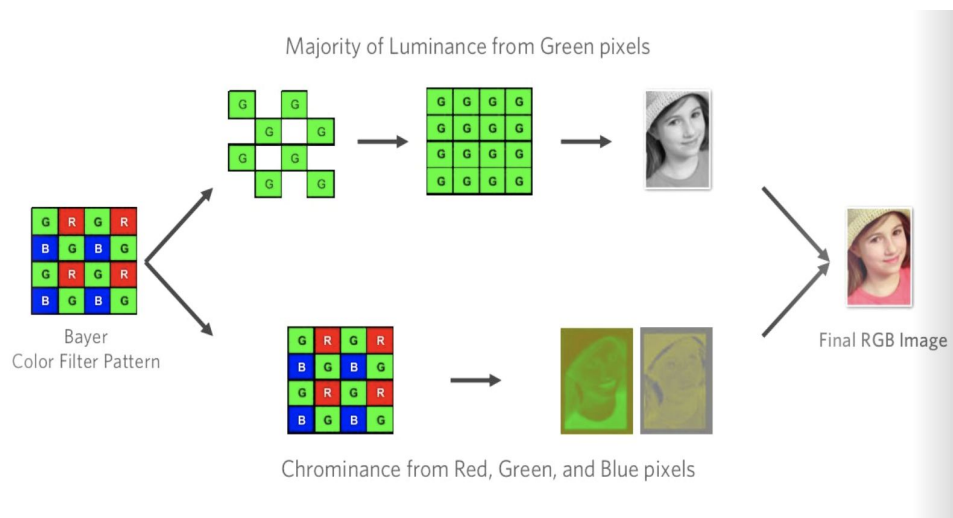 Majority of Luminance from Green pixels
G G
G G
G G
G G
G G G G
G G G G
G G G G
G G G G
G R G R
B G B G
G R G R
B G B G
Bayer
Color Filter Pattern
G R G R
B G B G
G R G R
B G B G
Chrominance from Red, Green, and Blue pixels
Final RGB Image